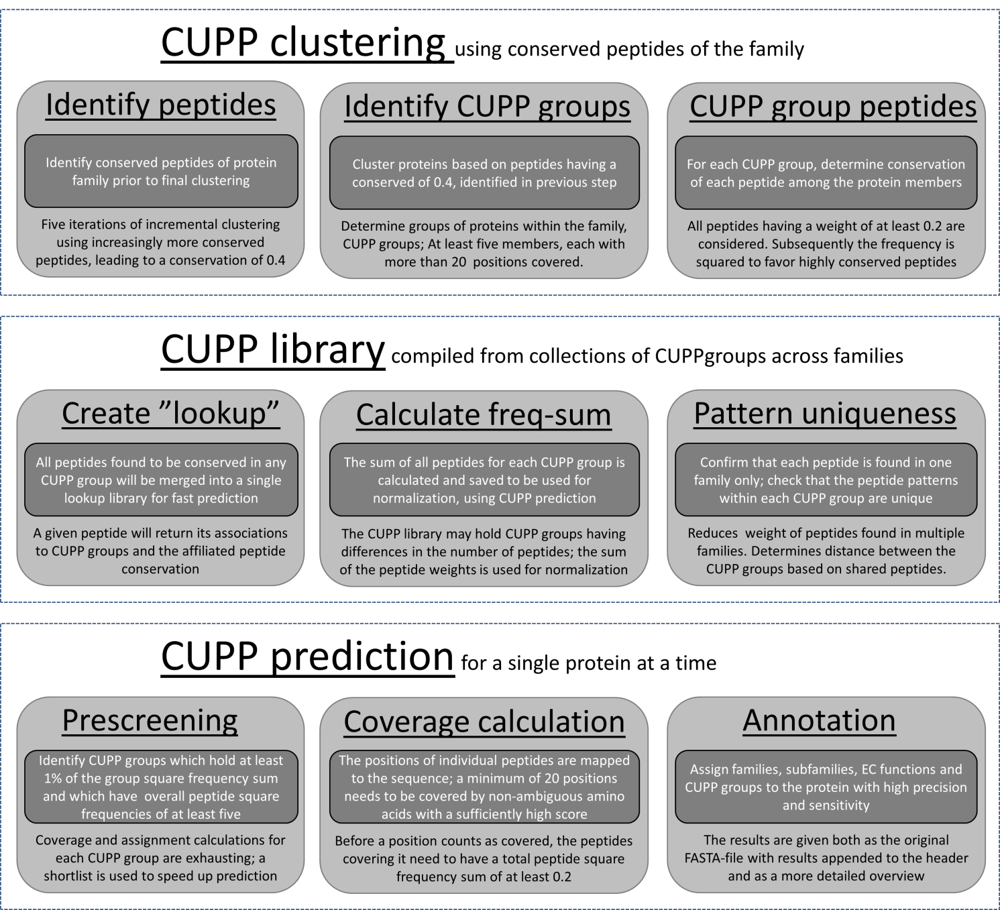 CUPP clustering using conserved peptides of the family
Identify peptides
Identify conserved peptides of protein
family prior to final clustering
Five iterations of incremental clustering
using increasingly more conserved
peptides, leading to a conservation of 0.4
Identify CUPP groups
Cluster proteins based on peptides having a
conserved of 0.4, identified in previous step
Determine groups of proteins within the family,
CUPP groups; At least five members, each with
more than 20 positions covered.
CUPP group peptides
For each CUPP group, determine conservation
of each peptide among the protein members
All peptides having a weight of at least 0.2 are
considered. Subsequently the frequency is
squared to favor highly conserved peptides
CUPP library compiled from collections of CUPPgroups across families
Create ”lookup”
All peptides found to be conserved in any
CUPP group will be merged into a single
lookup library for fast prediction
A given peptide will return its associations
to CUPP groups and the affiliated peptide
conservation
Calculate freq-sum
The sum of all peptides for each CUPP group is
calculated and saved to be used for
normalization, using CUPP prediction
The CUPP library may hold CUPP groups having
differences in the number of peptides; the sum
of the peptide weights is used for normalization
Pattern uniqueness
Confirm that each peptide is found in one
family only; check that the peptide patterns
within each CUPP group are unique
Reduces weight of peptides found in multiple
families. Determines distance between the
CUPP groups based on shared peptides.
CUPP prediction for a single protein at a time
Prescreening
Identify CUPP groups which hold at least
1% of the group square frequency sum
and which have overall peptide square
frequencies of at least five
Coverage and assignment calculations for
each CUPP group are exhausting; a
shortlist is used to speed up prediction
Coverage calculation
The positions of individual peptides are mapped
to the sequence; a minimum of 20 positions
needs to be covered by non-ambiguous amino
acids with a sufficiently high score
Before a position counts as covered, the peptides
covering it need to have a total peptide square
frequency sum of at least 0.2
Annotation
Assign families, subfamilies, EC functions and
CUPP groups to the protein with high precision
and sensitivity
The results are given both as the original
FASTA-file with results appended to the header
and as a more detailed overview